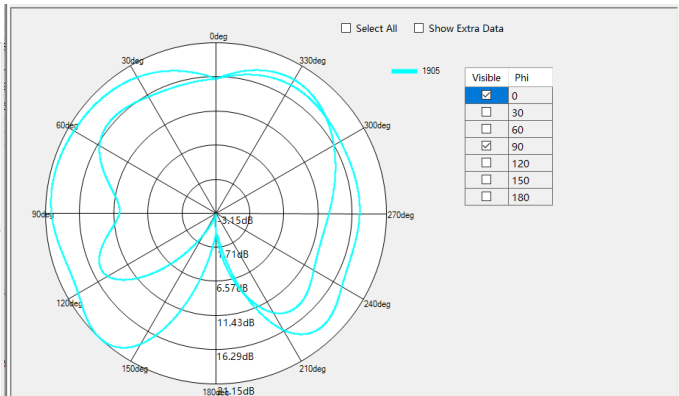 Select All
Show Extra Data
0deg
30deg
330deg
1905
Visible Phi
0
30
60
90
120
150
180
60deg
300deg
90deg
270deg
-3.15dB
1.71dB
6.57dB
120deg
240deg
11.43dB
16.29dB
150deg
210deg
180deg
21.15dB